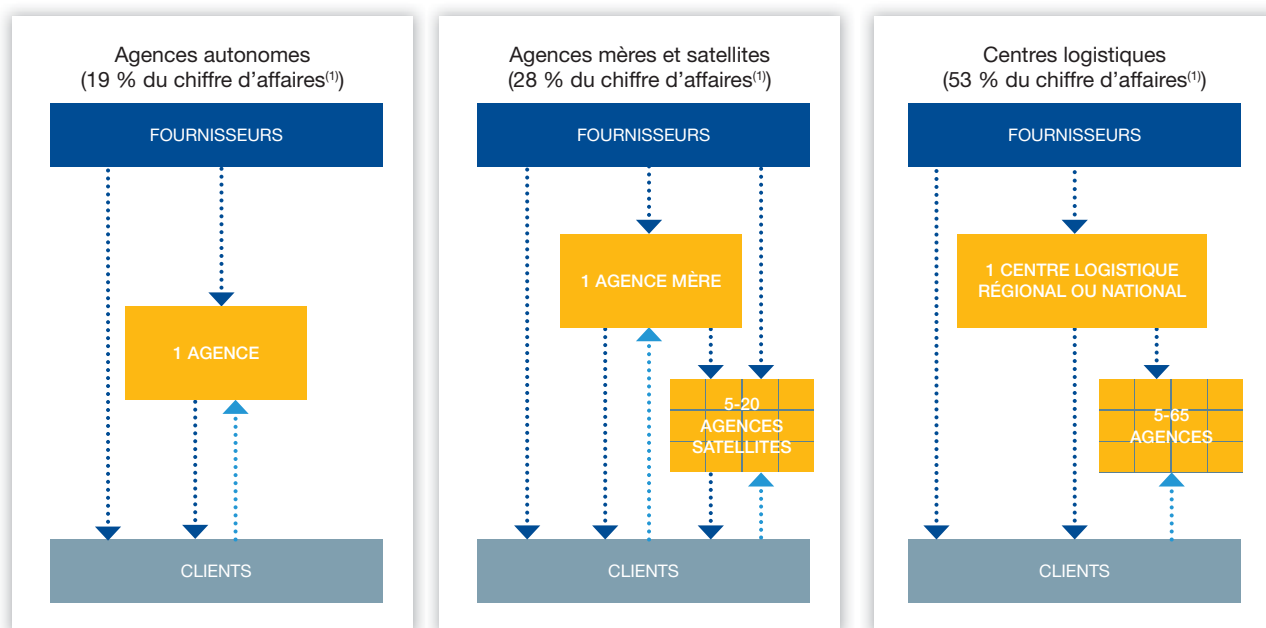 Agences autonomes
(19 % du chiffre d’affaires(1))
FOURNISSEURS
1 AGENCE
CLIENTS
Agences mères et satellites
(28 % du chiffre d’affaires(1))
FOURNISSEURS
1 AGENCE MÈRE
5-20
AGENCES
SATELLITES
CLIENTS
Centres logistiques
(53 % du chiffre d’affaires(1))
FOURNISSEURS
1 CENTRE LOGISTIQUE
RÉGIONAL OU NATIONAL
5-65
AGENCES
CLIENTS